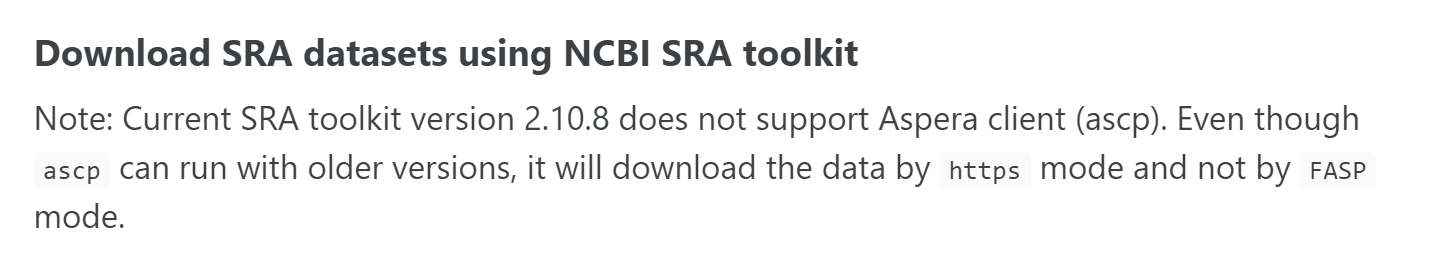 Download SRA datasets using NCBI SRA toolkit
Note: Current SRA toolkit version 2.10.8 does not support Aspera client (ascp). Even though
ascp can run with older versions, it will download the data by https mode and not by FASP
mode.